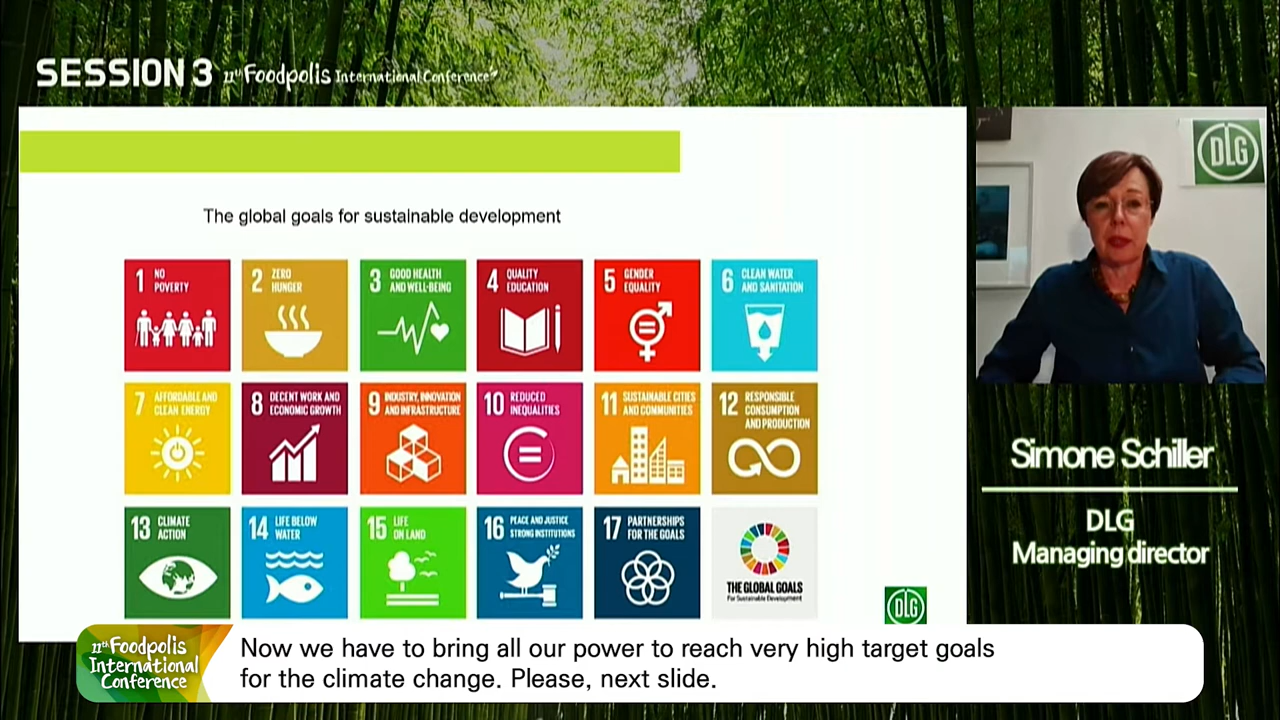 SESSION 3 11th Foodpolis International Conference
The global goals for sustainable development
1 NO
POVERTY
2 ZERO
HUNGER
3 GOOD HEALTH
AND WELL-BEING
4 QUALITY
EDUCATION
5 GENDER
EQUALITY
6 CLEAN WATER
AND SANITATION
7 AFFORDABLE AND
CLEAN ENERGY
8 DECENT WORK AND
ECONOMIC GROWTH
9 INDUSTRY, INNOVATION
AND INFRASTRUCTURE
10 REDUCED
INEQUALITIES
11 SUSTAINABLE CITIES
AND COMMUNITIES
12 RESPONSIBLE
CONSUMPTION
AND PRODUCTION
13 CLIMATE
ACTION
14 LIFE BELOW
WATER
15 LIFE
ON LAND
16 PEACE AND JUSTICE
STRONG INSTITUTIONS
17 PARTNERSHIPS
FOR THE GOALS
THE GLOBAL GOALS
For Sustainable Development
DLG
DLG
Simone Schiller
DLG
Managing director
11th Foodpolis
International
Conference
Now we have to bring all our power to reach very high target goals
for the climate change. Please, next slide.